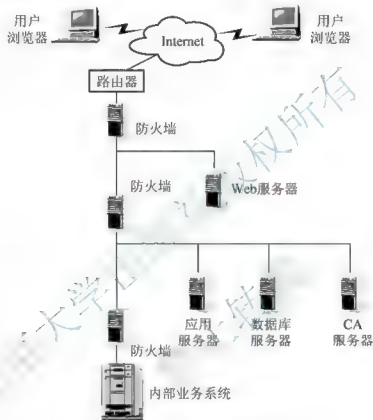 用户
浏览器
Internet
用户
浏览器
路由器
防火墙
防火墙
Web服务器
应用
服务器
数据库
服务器
CA
服务器
防火墙
内部业务系统